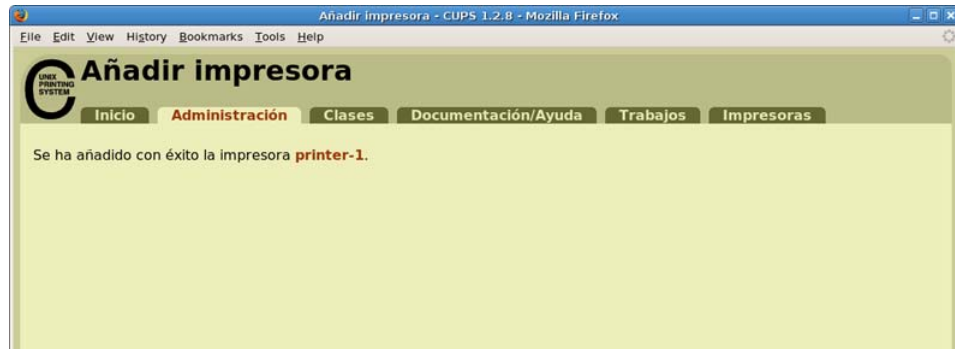 Añadir impresora - CUPS 1.2.8 - Mozilla Firefox
File Edit View History Bookmarks Tools Help
UNIX
PRINTING
SYSTEM
Añadir impresora
Inicio Administración Clases Documentación/Ayuda Trabajos Impresoras
Se ha añadido con éxito la impresora printer-1.